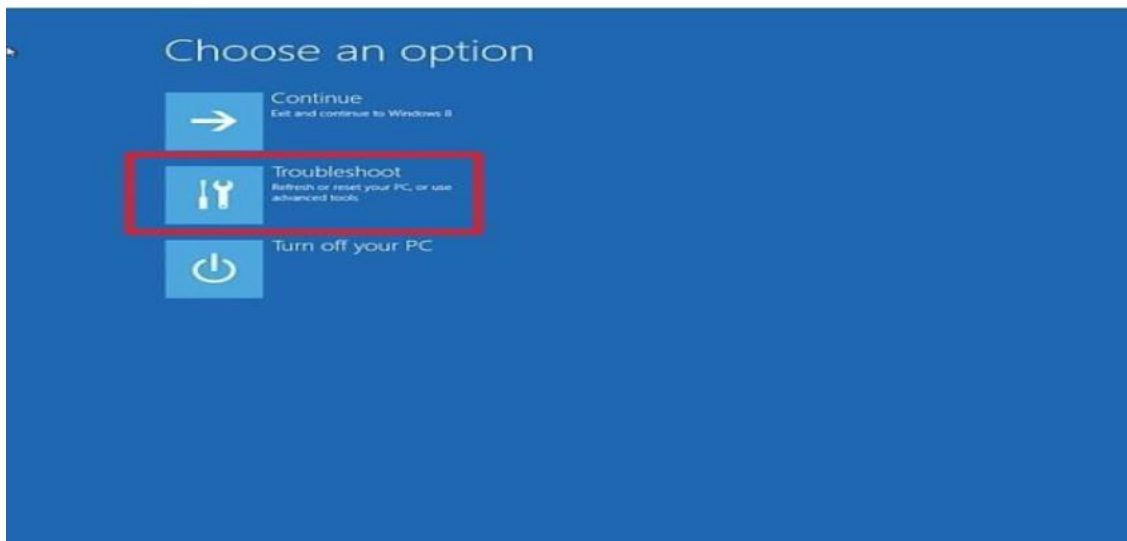 Choose an option
Continue
Exit and continue to Windows 8
Troubleshoot
Refresh or reset your PC, or use
advanced tools
Turn off your PC